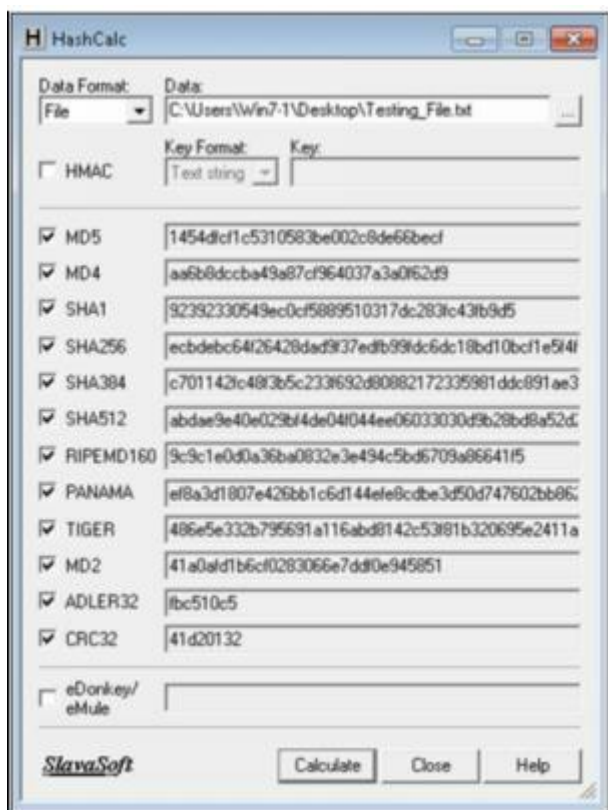 H HashCalc
Data Format: Data:
File C:\Users\Win7-1\Desktop\Testing_File.txt ...
Key Format: Key:
HMAC Text string
MD5 1454dfcf1c5310583be002c8de66becf
MD4 aa6b8dccba49a87cf964037a3a0f62d9
SHA1 92392330549ec0cf5889510317dc283fc43fb9d5
SHA256 ecbdebc64f26428dad9f37edfb99fdc6dc18bd10bcf1e5f4f
SHA384 c701142fc48f3b5c233f692d80882172335981ddc891ae3
SHA512 abdae9e40e029bf4de04f044ee06033030d9b28bd8a52d
RIPEMD160 9c9c1e0d0a36ba0832e3e494c5bd6709a86641f5
PANAMA ef8a3d1807e426bb1c6d144efe8cdbe3d50d747602bb86
TIGER 486e5e332b795691a116abd8142c53f81b320695e2411a
MD2 41a0afd1b6cf0283066e7ddf0e945851
ADLER32 fbc510c5
CRC32 41d20132
eDonkey/
eMule
SlavaSoft Calculate Close Help